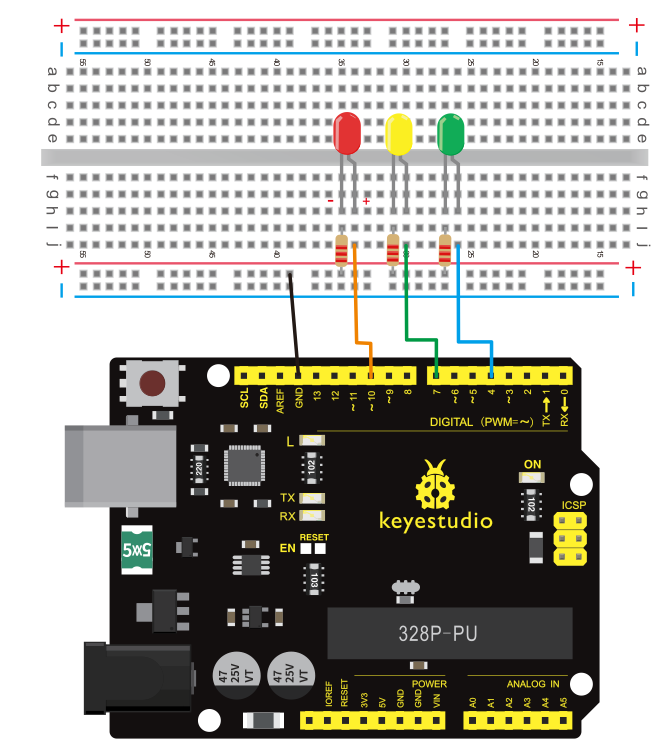 + +
55 50 45 40 35 30 25 20 15
a a
b b
c c
d d
e e
f f
g g
h h
- +
I I
j j
55 50 45 40 35 30 25 20 15
+ +
SCL
SDA
AREF
GND
13
12
~11
~10
~9
8
7
~6
~5
4
~3
2
TX→1
RX←0
DIGITAL (PWM=~)
L
220
102
TX
RX
ON
102
ICSP
keyestudio
RESET
EN
5XX5
103
328P-PU
47
25V
VT
47
25V
VT
IOREF
RESET
3V3
5V
GND
GND
VIN
POWER
ANALOG IN
A0
A1
A2
A3
A4
A5